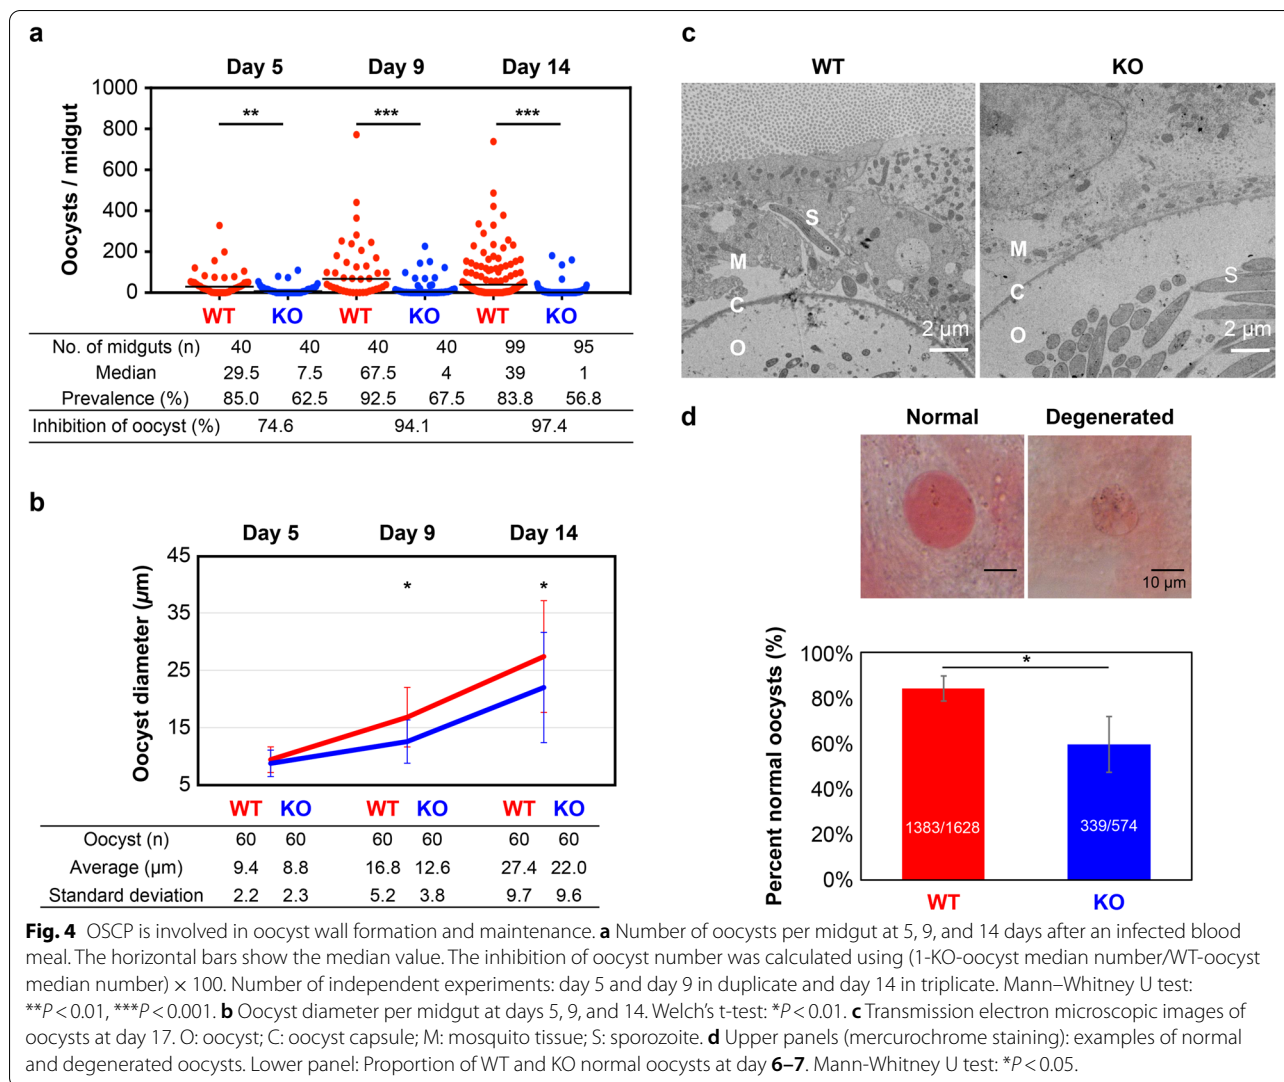 a
Day 5 Day 9 Day 14
Oocysts / midgut
1000
800
600
400
200
0
** *** ***
WT KO WT KO WT KO
No. of midguts (n) 40 40 40 40 99 95
Median 29.5 7.5 67.5 4 39 1
Prevalence (%) 85.0 62.5 92.5 67.5 83.8 56.8
Inhibition of oocyst (%) 74.6 94.1 97.4
b
Day 5 Day 9 Day 14
Oocyst diameter (µm)
45
35
25
15
5
* *
WT KO WT KO WT KO
Oocyst (n) 60 60 60 60 60 60
Average (µm) 9.4 8.8 16.8 12.6 27.4 22.0
Standard deviation 2.2 2.3 5.2 3.8 9.7 9.6
c
WT KO
S
M
C
O
2 µm
M
S
C
O
2 µm
d
Normal Degenerated
10 µm
Percent normal oocysts (%)
100%
80%
60%
40%
20%
0%
*
1383/1628 339/574
WT KO
Fig. 4 OSCP is involved in oocyst wall formation and maintenance. a Number of oocysts per midgut at 5, 9, and 14 days after an infected blood
meal. The horizontal bars show the median value. The inhibition of oocyst number was calculated using (1-KO-oocyst median number/WT-oocyst
median number) × 100. Number of independent experiments: day 5 and day 9 in duplicate and day 14 in triplicate. Mann–Whitney U test:
**P < 0.01, ***P < 0.001. b Oocyst diameter per midgut at days 5, 9, and 14. Welch's t-test: *P < 0.01. c Transmission electron microscopic images of
oocysts at day 17. O: oocyst; C: oocyst capsule; M: mosquito tissue; S: sporozoite. d Upper panels (mercurochrome staining): examples of normal
and degenerated oocysts. Lower panel: Proportion of WT and KO normal oocysts at day 6–7. Mann-Whitney U test: *P < 0.05.